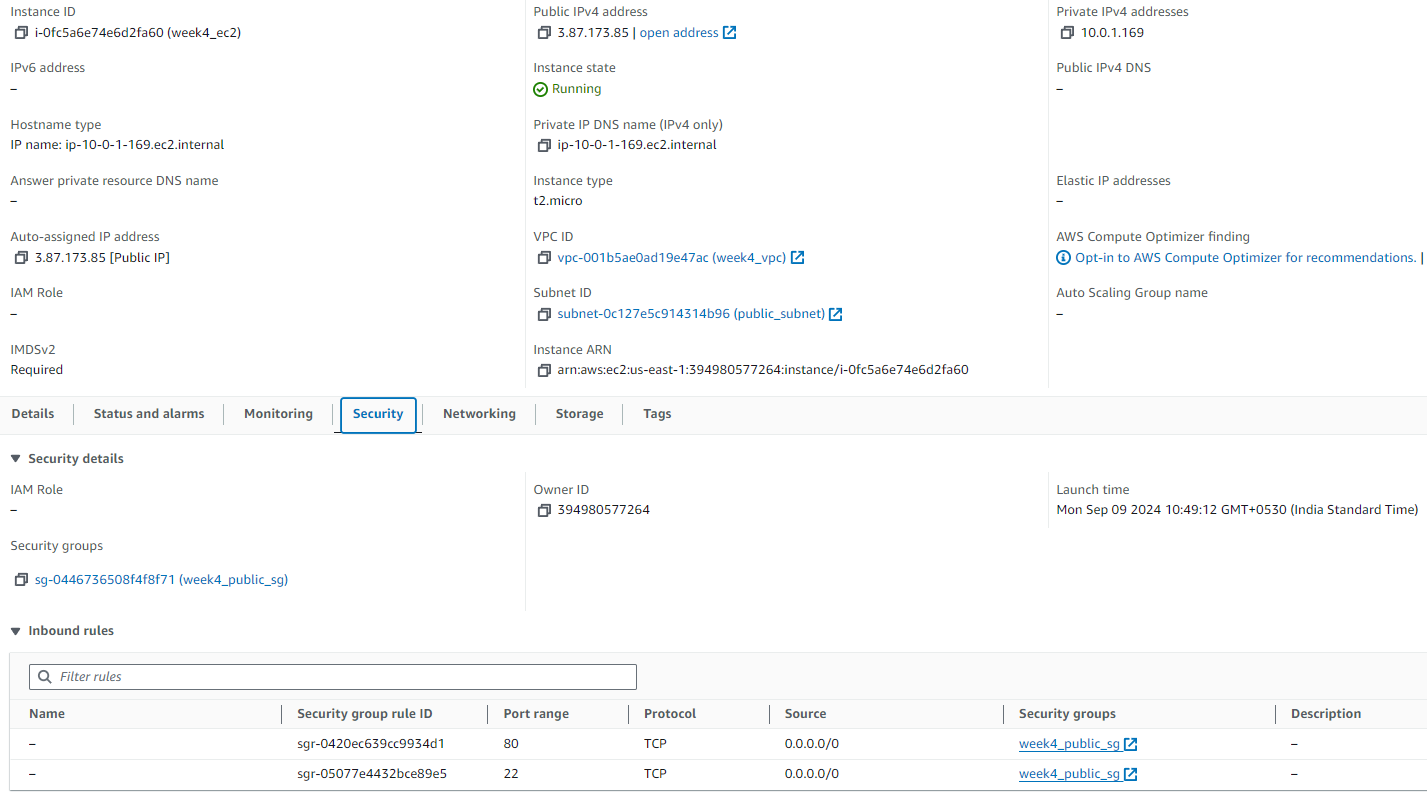 Instance ID
i-0fc5a6e74e6d2fa60 (week4_ec2)
Public IPv4 address
3.87.173.85 | open address
Private IPv4 addresses
10.0.1.169
IPv6 address
–
Instance state
Running
Public IPv4 DNS
–
Hostname type
IP name: ip-10-0-1-169.ec2.internal
Private IP DNS name (IPv4 only)
ip-10-0-1-169.ec2.internal
Answer private resource DNS name
–
Instance type
t2.micro
Elastic IP addresses
–
Auto-assigned IP address
3.87.173.85 [Public IP]
VPC ID
vpc-001b5ae0ad19e47ac (week4_vpc)
AWS Compute Optimizer finding
Opt-in to AWS Compute Optimizer for recommendations. |
IAM Role
–
Subnet ID
subnet-0c127e5c914314b96 (public_subnet)
Auto Scaling Group name
–
IMDSv2
Required
Instance ARN
arn:aws:ec2:us-east-1:394980577264:instance/i-0fc5a6e74e6d2fa60
Details Status and alarms Monitoring Security Networking Storage Tags
Security details
IAM Role
–
Owner ID
394980577264
Launch time
Mon Sep 09 2024 10:49:12 GMT+0530 (India Standard Time)
Security groups
sg-0446736508f4f8f71 (week4_public_sg)
Inbound rules
Filter rules
Name Security group rule ID Port range Protocol Source Security groups Description
– sgr-0420ec639cc9934d1 80 TCP 0.0.0.0/0 week4_public_sg –
– sgr-05077e4432bce89e5 22 TCP 0.0.0.0/0 week4_public_sg –